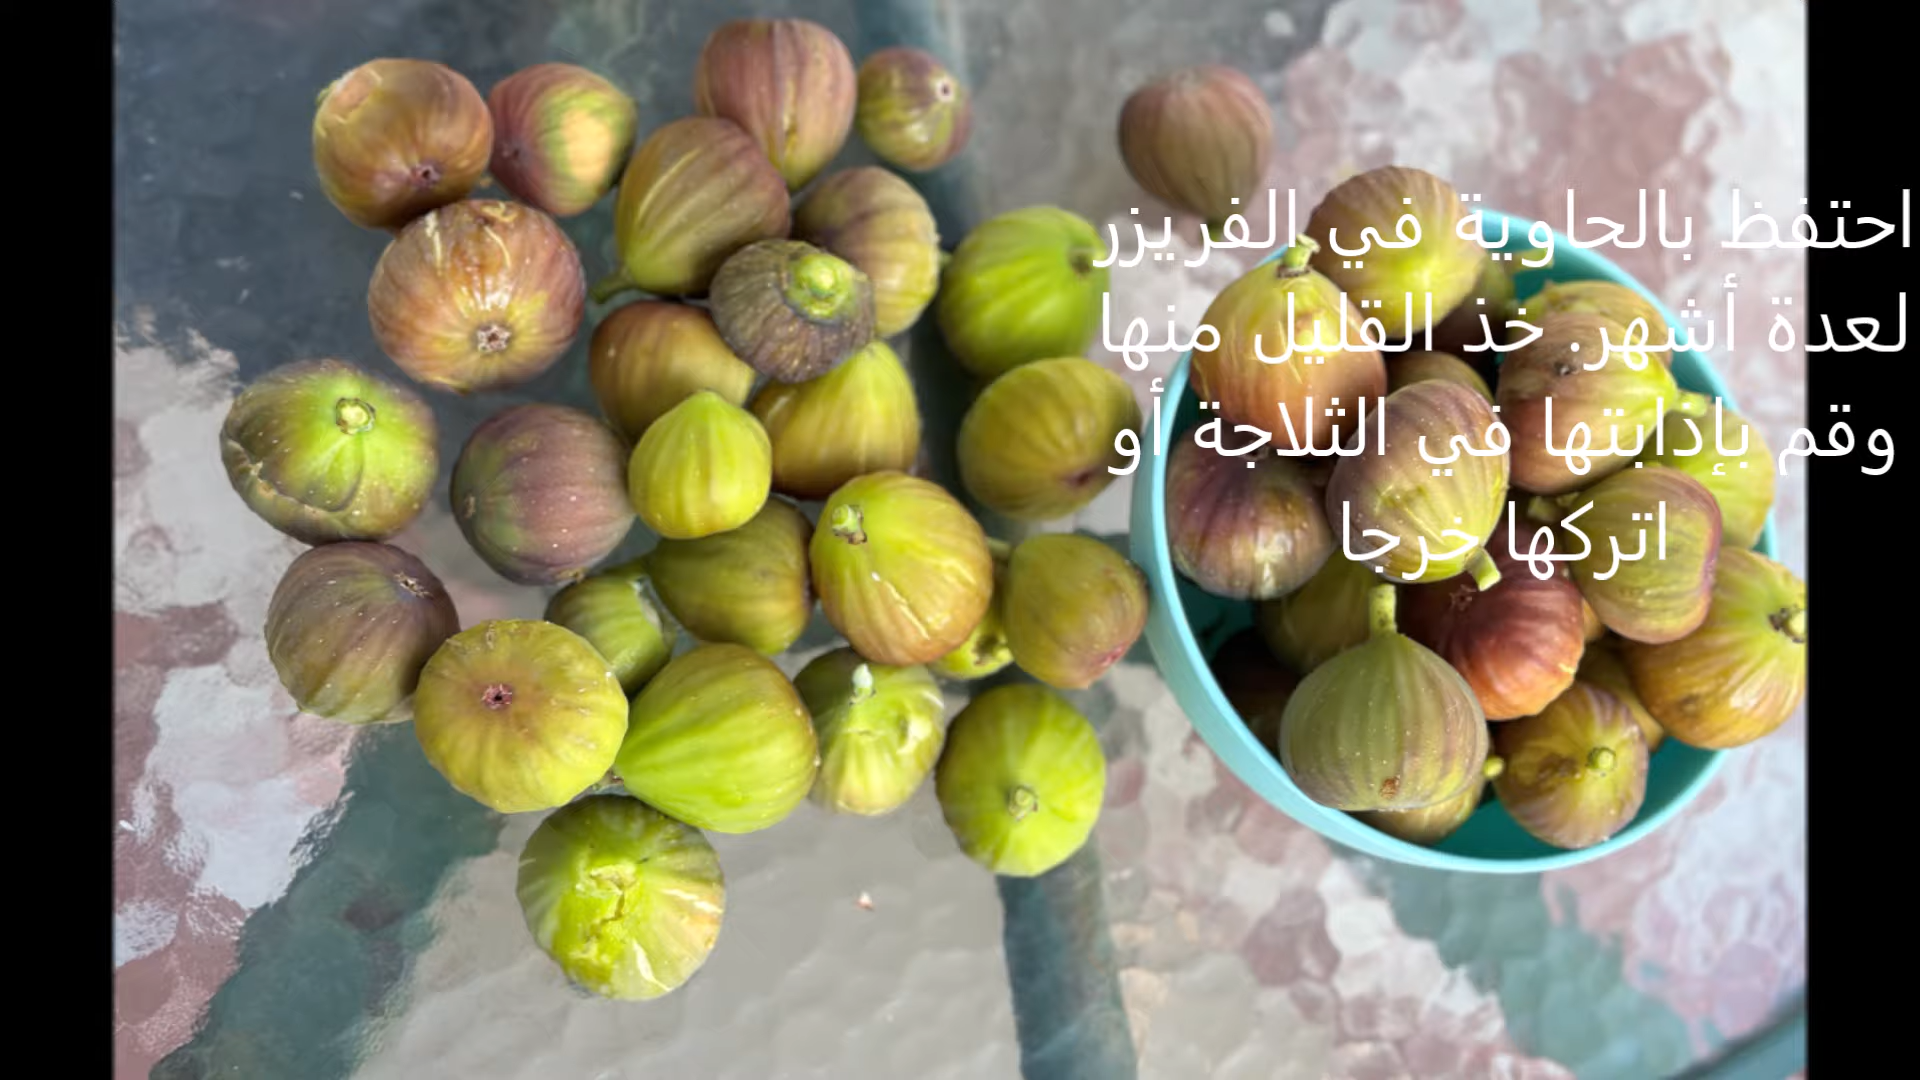 احتفظ بالحاوية في الفريزر
لعدة أشهر. خذ القليل منها
وقم بإذابتها في الثلاجة أو
اتركها خرجا